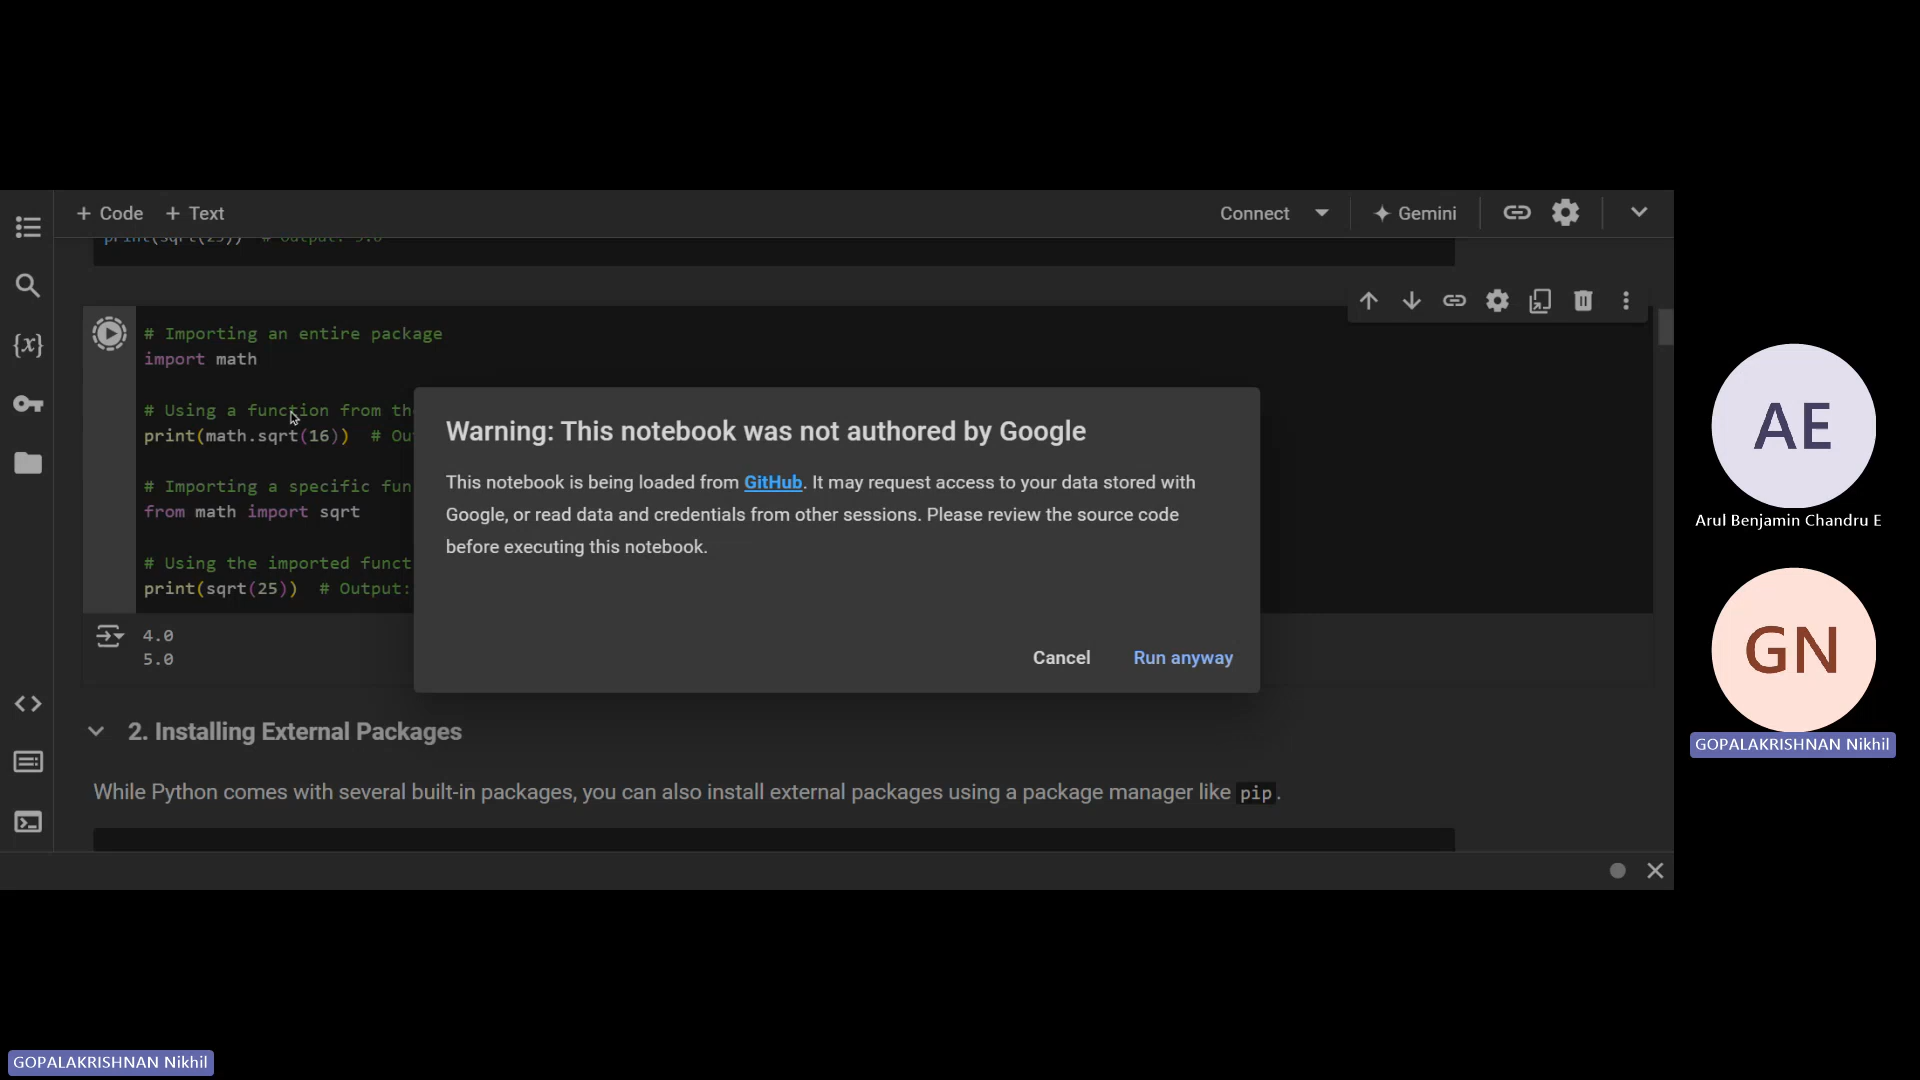 + Code + Text
Connect
Gemini
print(sqrt(25)) # Output: 5.0
# Importing an entire package
import math
# Using a function from th
print(math.sqrt(16)) # Ou
# Importing a specific fun
from math import sqrt
# Using the imported funct
print(sqrt(25)) # Output:
4.0
5.0
Warning: This notebook was not authored by Google
This notebook is being loaded from GitHub. It may request access to your data stored with
Google, or read data and credentials from other sessions. Please review the source code
before executing this notebook.
Cancel
Run anyway
2. Installing External Packages
While Python comes with several built-in packages, you can also install external packages using a package manager like pip.
AE
Arul Benjamin Chandru E
GN
GOPALAKRISHNAN Nikhil
GOPALAKRISHNAN Nikhil